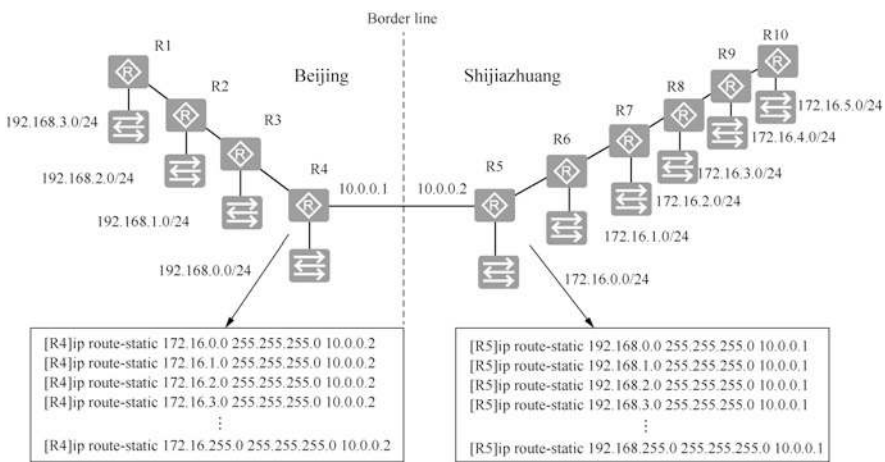 Border line
Beijing
Shijiazhuang
R1
R2
R3
R4
R5
R6
R7
R8
R9
R10
192.168.3.0/24
192.168.2.0/24
192.168.1.0/24
192.168.0.0/24
10.0.0.1
10.0.0.2
172.16.5.0/24
172.16.4.0/24
172.16.3.0/24
172.16.2.0/24
172.16.1.0/24
172.16.0.0/24
R
R
R
R
R
R
R
R
R
R
[R4]ip route-static 172.16.0.0 255.255.255.0 10.0.0.2
[R4]ip route-static 172.16.1.0 255.255.255.0 10.0.0.2
[R4]ip route-static 172.16.2.0 255.255.255.0 10.0.0.2
[R4]ip route-static 172.16.3.0 255.255.255.0 10.0.0.2
⋮
[R4]ip route-static 172.16.255.0 255.255.255.0 10.0.0.2
[R5]ip route-static 192.168.0.0 255.255.255.0 10.0.0.1
[R5]ip route-static 192.168.1.0 255.255.255.0 10.0.0.1
[R5]ip route-static 192.168.2.0 255.255.255.0 10.0.0.1
[R5]ip route-static 192.168.3.0 255.255.255.0 10.0.0.1
⋮
[R5]ip route-static 192.168.255.0 255.255.255.0 10.0.0.1